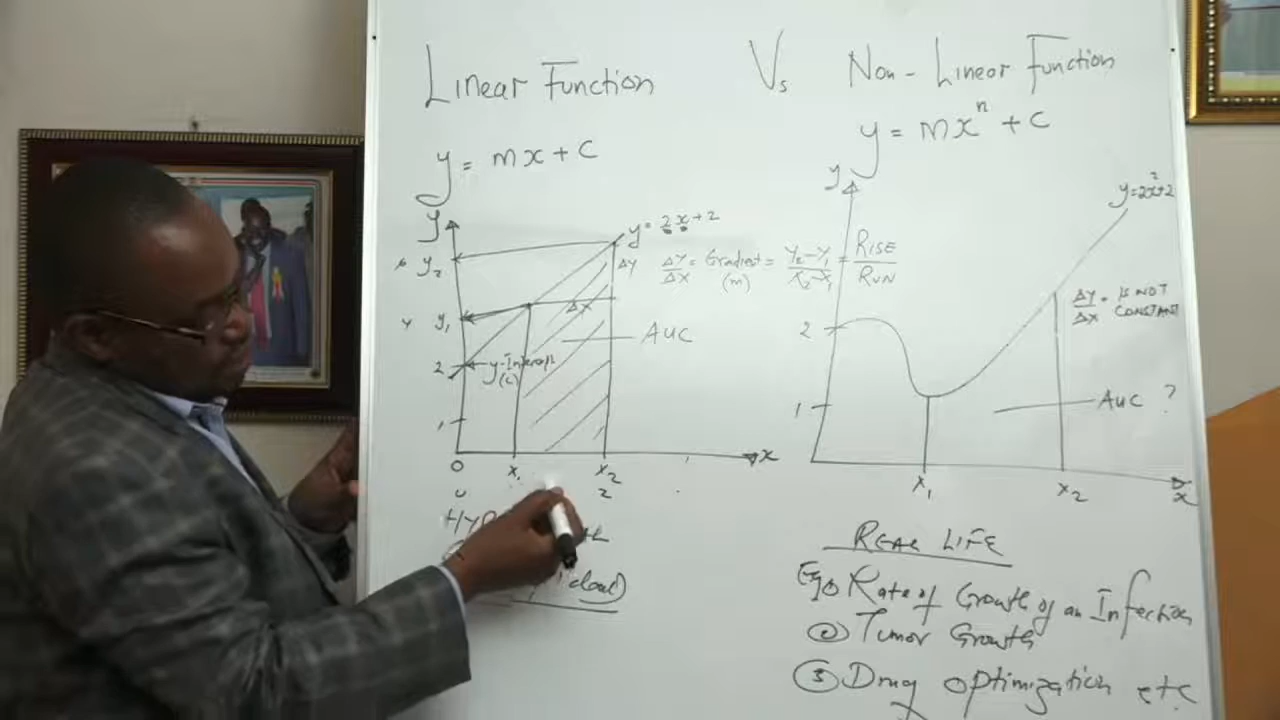 Linear Function Vs Non-Linear Function
y = mx + c
y = mxⁿ + c
y
y = 2x + 2
y₂
ΔY
ΔY/ΔX = Gradient (m) = Y₂-Y₁/X₂-X₁ = RISE/RUN
y₁
ΔX
AUC
2
y-Intercept
(c)
1
0 X₁ X₂ x
2
y
y=2x²+2
2
ΔY/ΔX = IS NOT CONSTANT
1
AUC ?
X₁ X₂ x
REAL LIFE
Eg ① Rate of Growth of an Infection
② Tumor Growth
③ Drug optimization etc